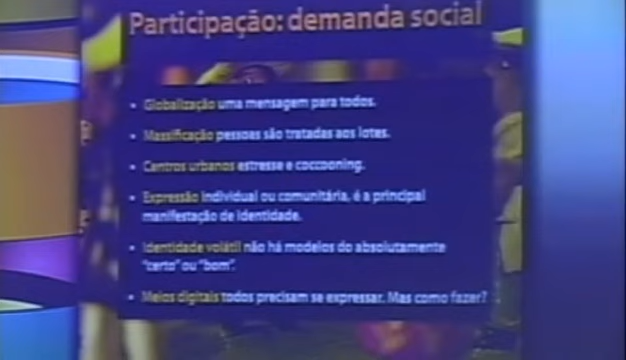 Participação: demanda social
• Globalização uma mensagem para todos.
• Massificação pessoas são tratadas aos lotes.
• Centros urbanos estresse e coccooning.
• Expressão individual ou comunitária, é a principal
manifestação de identidade.
• Identidade volátil não há modelos do absolutamente
"certo" ou "bom".
• Meios digitais todos precisam se expressar. Mas como fazer?